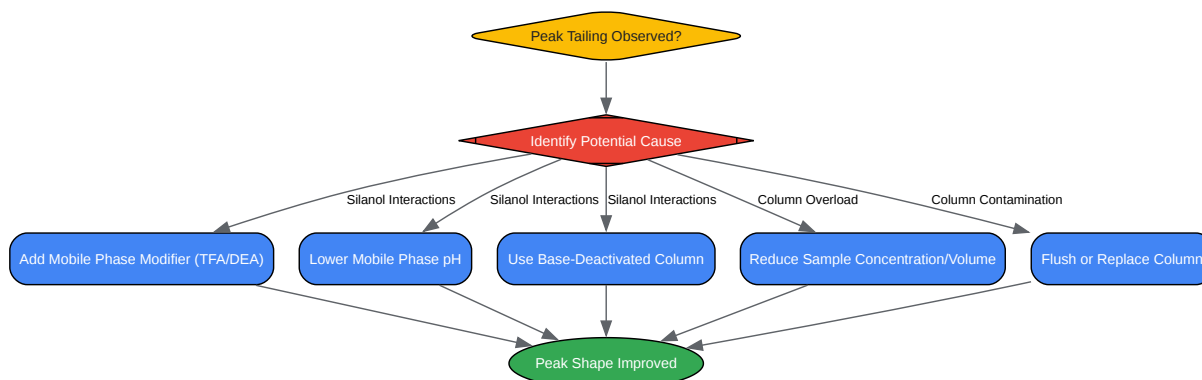 Peak Tailing Observed?
Identify Potential Cause
Silanol Interactions
Silanol Interactions
Silanol Interactions
Column Overload
Column Contamination
Add Mobile Phase Modifier (TFA/DEA)
Lower Mobile Phase pH
Use Base-Deactivated Column
Reduce Sample Concentration/Volume
Flush or Replace Column
Peak Shape Improved